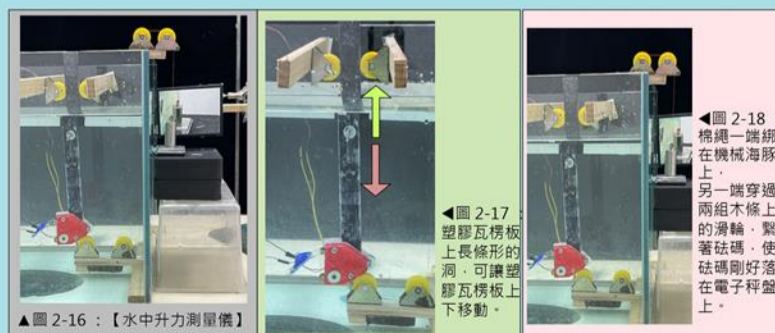 ▲圖 2-16 ：【水中升力測量儀】
◀圖 2-17 ：
塑膠瓦楞板
上長條形的
洞，可讓塑
膠瓦楞板上
下移動。
◀圖 2-18
棉繩一端綁
在機械海豚
上，
另一端穿過
兩組木條上
的滑輪，繫
著砝碼，使
砝碼剛好落
在電子秤盤
上。